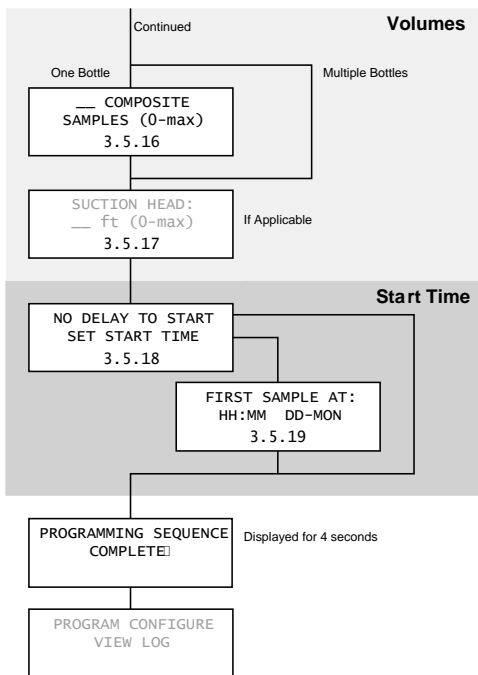 Continued
Volumes
One Bottle
Multiple Bottles
__ COMPOSITE
SAMPLES (0-max)
3.5.16
SUCTION HEAD:
__ ft (0-max)
3.5.17
If Applicable
Start Time
NO DELAY TO START
SET START TIME
3.5.18
FIRST SAMPLE AT:
HH:MM DD-MON
3.5.19
PROGRAMMING SEQUENCE
COMPLETE▯
Displayed for 4 seconds
PROGRAM CONFIGURE
VIEW LOG